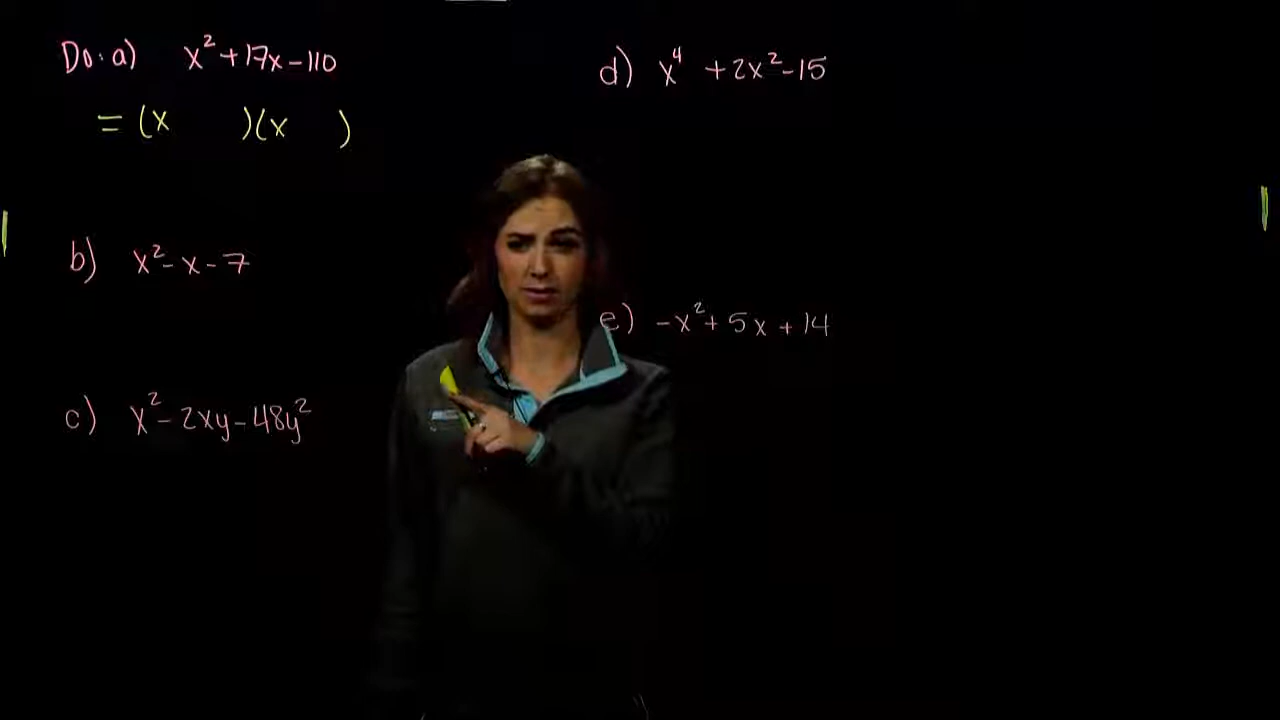 Do: a) x²+17x-110
= (x )(x )
b) x²-x-7
c) x²-2xy-48y²
d) x⁴+2x²-15
e) -x²+5x+14